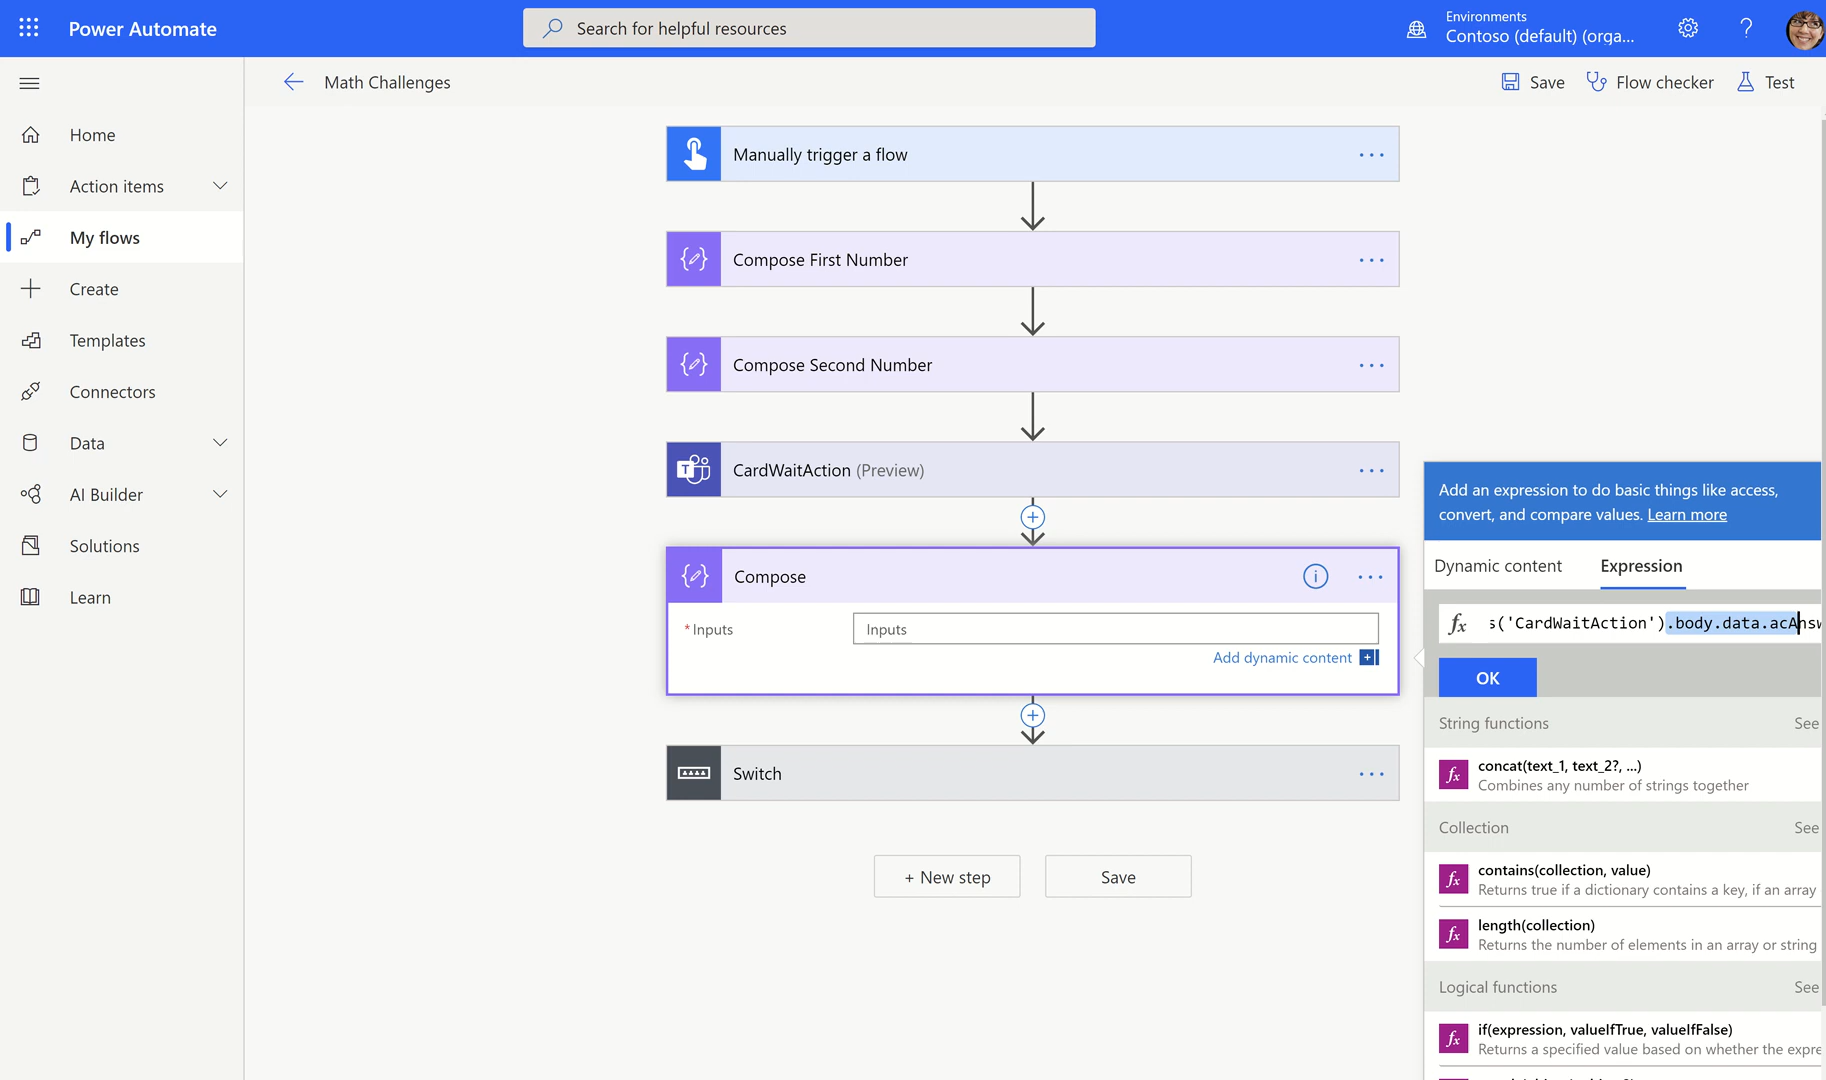 Power Automate
Search for helpful resources
Environments
Contoso (default) (orga...
?
Math Challenges
Save
Flow checker
Test
Home
Action items
My flows
Create
Templates
Connectors
Data
AI Builder
Solutions
Learn
Manually trigger a flow
Compose First Number
Compose Second Number
T
CardWaitAction (Preview)
Compose
* Inputs
Inputs
Add dynamic content
Switch
+ New step
Save
Add an expression to do basic things like access,
convert, and compare values. Learn more
Dynamic content
Expression
fx
s('CardWaitAction').body.data.acAnsw
OK
String functions
See
fx
concat(text_1, text_2?, ...)
Combines any number of strings together
Collection
See
fx
contains(collection, value)
Returns true if a dictionary contains a key, if an array
fx
length(collection)
Returns the number of elements in an array or string
Logical functions
See
fx
if(expression, valueIfTrue, valueIfFalse)
Returns a specified value based on whether the expre